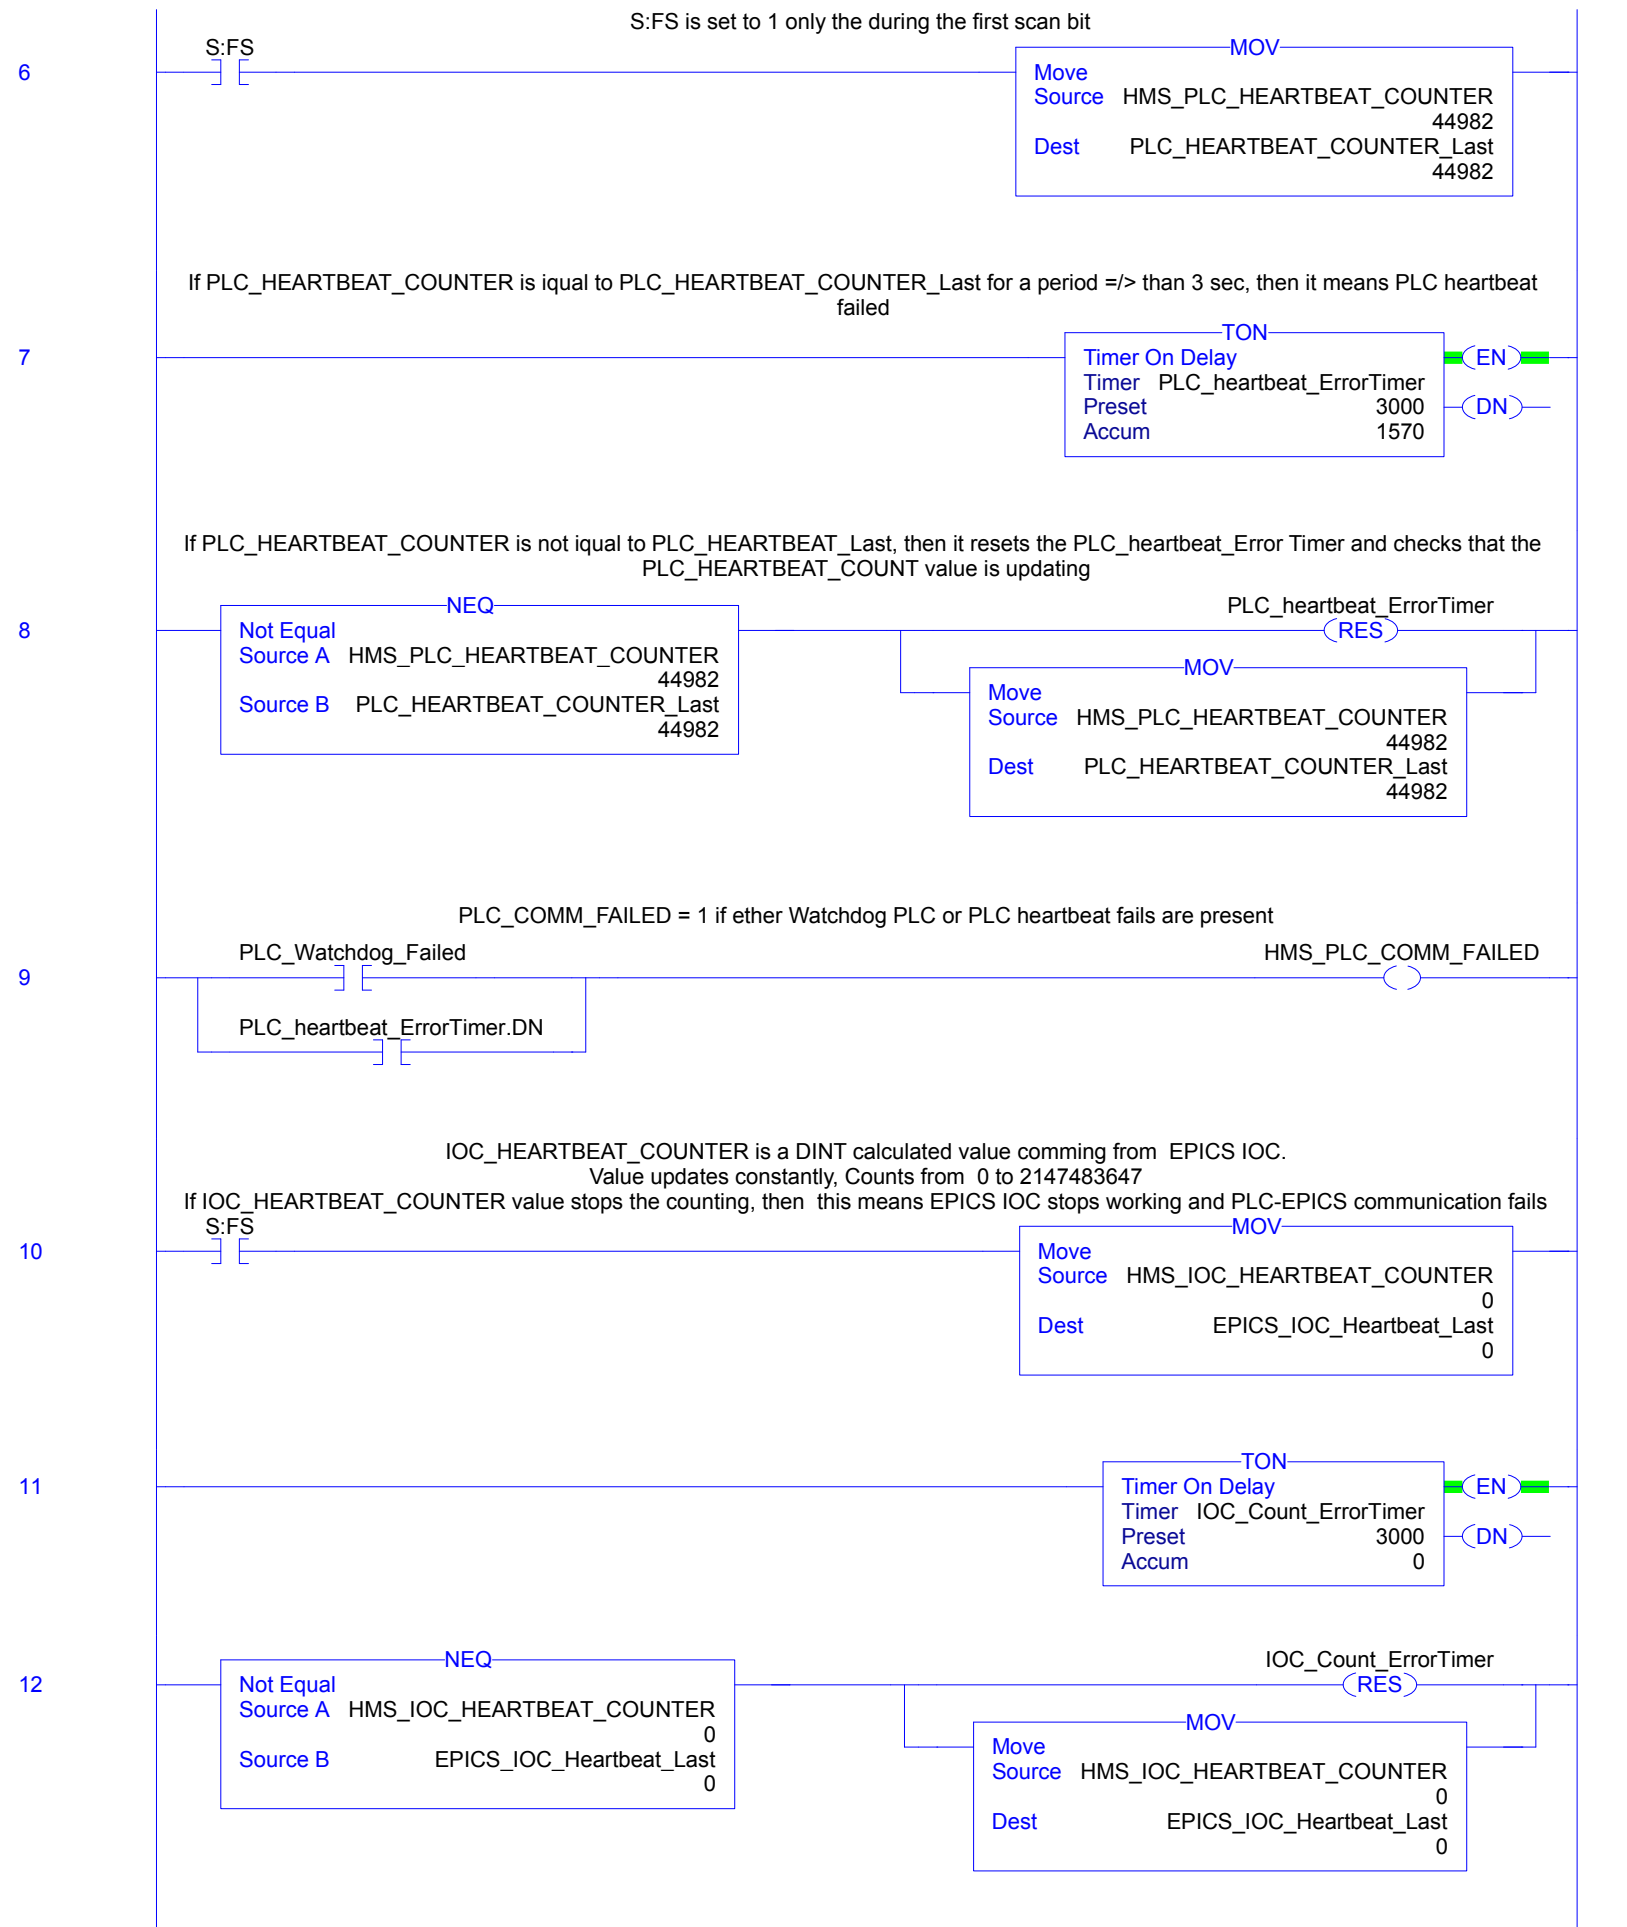 S:FS is set to 1 only the during the first scan bit
6
S:FS
MOV
Move
Source HMS_PLC_HEARTBEAT_COUNTER
44982
Dest PLC_HEARTBEAT_COUNTER_Last
44982
If PLC_HEARTBEAT_COUNTER is iqual to PLC_HEARTBEAT_COUNTER_Last for a period =/> than 3 sec, then it means PLC heartbeat
failed
7
TON
Timer On Delay
Timer PLC_heartbeat_ErrorTimer
Preset 3000
Accum 1570
EN
DN
If PLC_HEARTBEAT_COUNTER is not iqual to PLC_HEARTBEAT_Last, then it resets the PLC_heartbeat_Error Timer and checks that the
PLC_HEARTBEAT_COUNT value is updating
8
NEQ
Not Equal
Source A HMS_PLC_HEARTBEAT_COUNTER
44982
Source B PLC_HEARTBEAT_COUNTER_Last
44982
PLC_heartbeat_ErrorTimer
RES
MOV
Move
Source HMS_PLC_HEARTBEAT_COUNTER
44982
Dest PLC_HEARTBEAT_COUNTER_Last
44982
PLC_COMM_FAILED = 1 if ether Watchdog PLC or PLC heartbeat fails are present
9
PLC_Watchdog_Failed
HMS_PLC_COMM_FAILED
PLC_heartbeat_ErrorTimer.DN
IOC_HEARTBEAT_COUNTER is a DINT calculated value comming from  EPICS IOC.
Value updates constantly, Counts from  0 to 2147483647
If IOC_HEARTBEAT_COUNTER value stops the counting, then  this means EPICS IOC stops working and PLC-EPICS communication fails
10
S:FS
MOV
Move
Source HMS_IOC_HEARTBEAT_COUNTER
0
Dest EPICS_IOC_Heartbeat_Last
0
11
TON
Timer On Delay
Timer IOC_Count_ErrorTimer
Preset 3000
Accum 0
EN
DN
12
NEQ
Not Equal
Source A HMS_IOC_HEARTBEAT_COUNTER
0
Source B EPICS_IOC_Heartbeat_Last
0
IOC_Count_ErrorTimer
RES
MOV
Move
Source HMS_IOC_HEARTBEAT_COUNTER
0
Dest EPICS_IOC_Heartbeat_Last
0